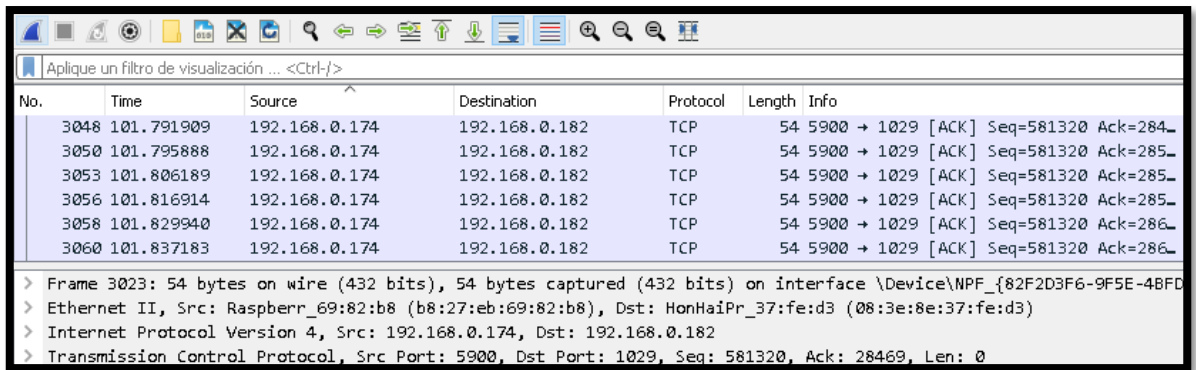 Aplique un filtro de visualización ... <Ctrl-/>
No. Time Source Destination Protocol Length Info
3048 101.791909 192.168.0.174 192.168.0.182 TCP 54 5900 → 1029 [ACK] Seq=581320 Ack=284…
3050 101.795888 192.168.0.174 192.168.0.182 TCP 54 5900 → 1029 [ACK] Seq=581320 Ack=285…
3053 101.806189 192.168.0.174 192.168.0.182 TCP 54 5900 → 1029 [ACK] Seq=581320 Ack=285…
3056 101.816914 192.168.0.174 192.168.0.182 TCP 54 5900 → 1029 [ACK] Seq=581320 Ack=285…
3058 101.829940 192.168.0.174 192.168.0.182 TCP 54 5900 → 1029 [ACK] Seq=581320 Ack=286…
3060 101.837183 192.168.0.174 192.168.0.182 TCP 54 5900 → 1029 [ACK] Seq=581320 Ack=286…
> Frame 3023: 54 bytes on wire (432 bits), 54 bytes captured (432 bits) on interface \Device\NPF_{82F2D3F6-9F5E-4BFD
> Ethernet II, Src: Raspberr_69:82:b8 (b8:27:eb:69:82:b8), Dst: HonHaiPr_37:fe:d3 (08:3e:8e:37:fe:d3)
> Internet Protocol Version 4, Src: 192.168.0.174, Dst: 192.168.0.182
> Transmission Control Protocol, Src Port: 5900, Dst Port: 1029, Seq: 581320, Ack: 28469, Len: 0